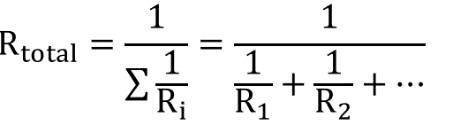 R_total = 1 / (∑ 1/R_i) = 1 / (1/R_1 + 1/R_2 + ⋯)